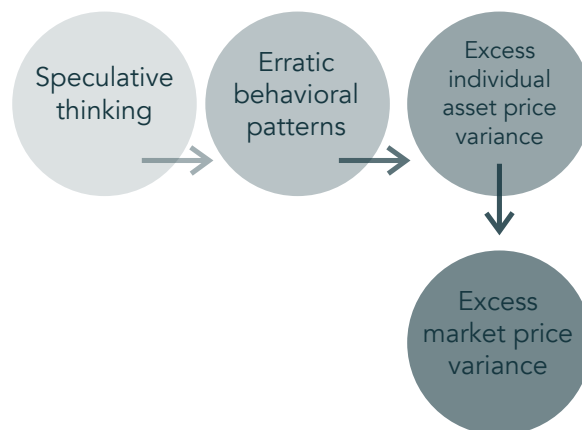 Speculative
thinking
Erratic
behavioral
patterns
Excess
individual
asset price
variance
Excess
market price
variance